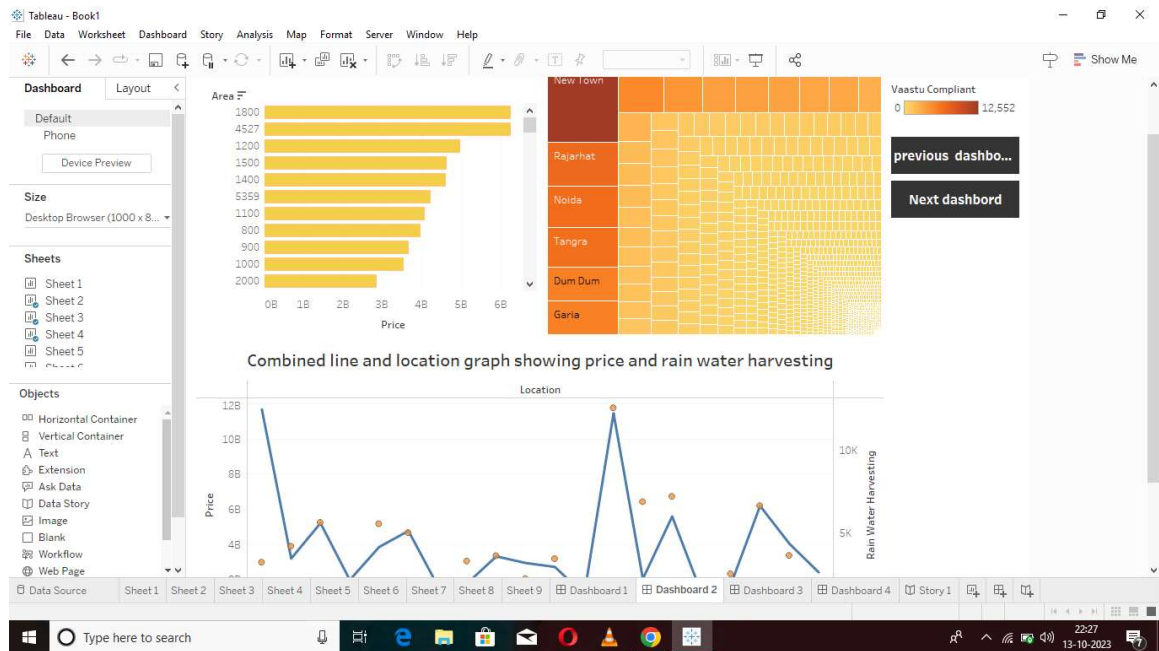 Tableau - Book1
File Data Worksheet Dashboard Story Analysis Map Format Server Window Help
Show Me
Dashboard Layout
Default
Phone
Device Preview
Size
Desktop Browser (1000 x 8...
Sheets
Sheet 1
Sheet 2
Sheet 3
Sheet 4
Sheet 5
Objects
Horizontal Container
Vertical Container
Text
Extension
Ask Data
Data Story
Image
Blank
Workflow
Web Page
Area
1800
4527
1200
1500
1400
5359
1100
800
900
1000
2000
0B 1B 2B 3B 4B 5B 6B
Price
New Town
Rajarhat
Noida
Tangra
Dum Dum
Garia
Vaastu Compliant
0 12,552
previous dashbo...
Next dashbord
Combined line and location graph showing price and rain water harvesting
Location
12B
10B
8B
6B
4B
Price
10K
5K
Rain Water Harvesting
Data Source Sheet 1 Sheet 2 Sheet 3 Sheet 4 Sheet 5 Sheet 6 Sheet 7 Sheet 8 Sheet 9 Dashboard 1 Dashboard 2 Dashboard 3 Dashboard 4 Story 1
Type here to search
22:27
13-10-2023
7